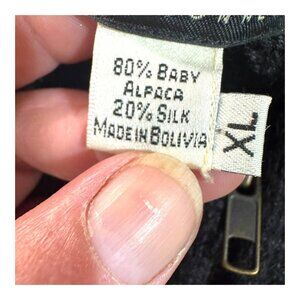 80% BABY
ALPACA
20% SILK
MADE IN BOLIVIA
XL